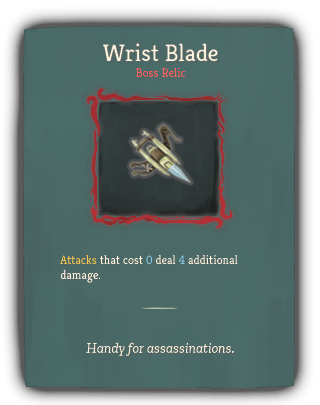 Wrist Blade
Boss Relic
Attacks that cost 0 deal 4 additional
damage.
Handy for assassinations.